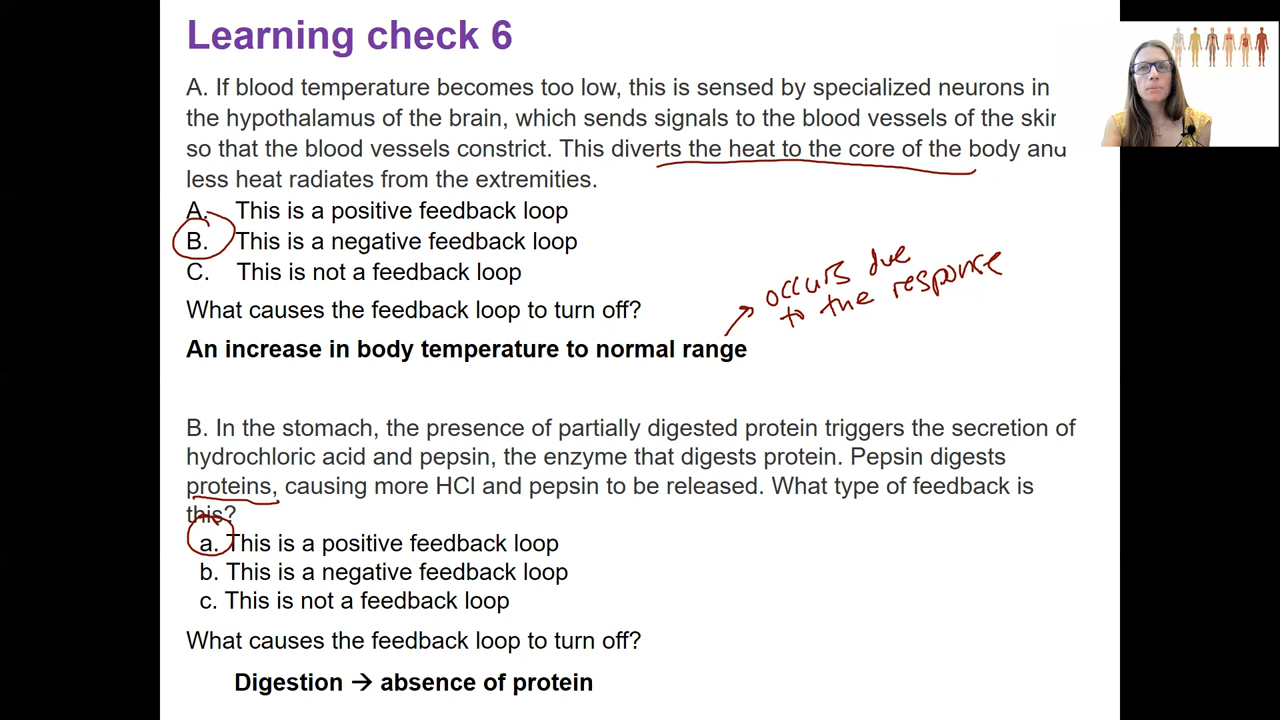 Learning check 6
A. If blood temperature becomes too low, this is sensed by specialized neurons in
the hypothalamus of the brain, which sends signals to the blood vessels of the skin
so that the blood vessels constrict. This diverts the heat to the core of the body and
less heat radiates from the extremities.
A. This is a positive feedback loop
B. This is a negative feedback loop
C. This is not a feedback loop
occurs due
to the response
What causes the feedback loop to turn off?
An increase in body temperature to normal range
B. In the stomach, the presence of partially digested protein triggers the secretion of
hydrochloric acid and pepsin, the enzyme that digests protein. Pepsin digests
proteins, causing more HCl and pepsin to be released. What type of feedback is
this?
a. This is a positive feedback loop
b. This is a negative feedback loop
c. This is not a feedback loop
What causes the feedback loop to turn off?
Digestion → absence of protein